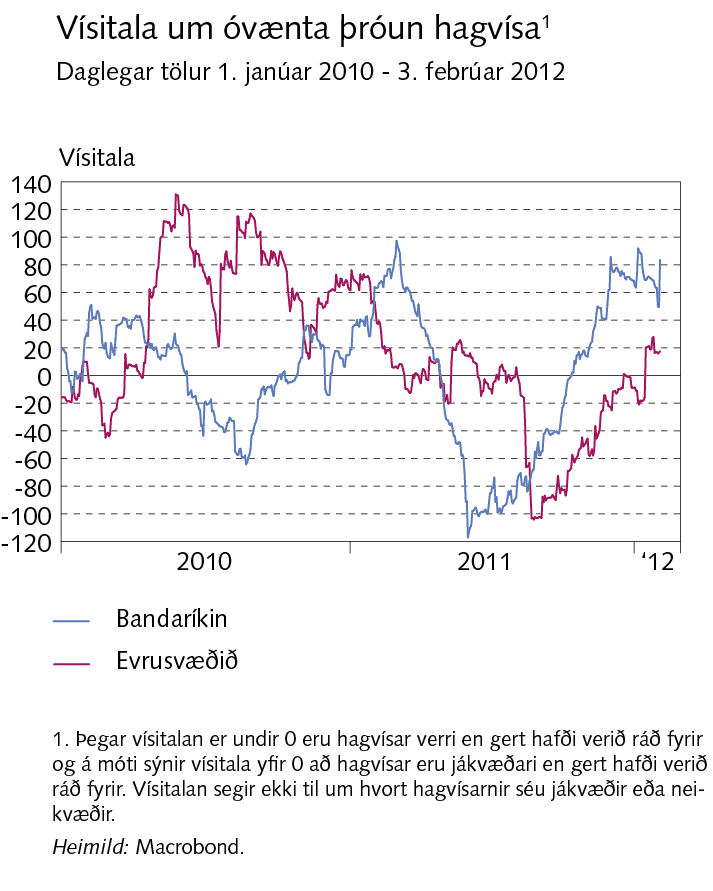 Vísitala um óvænta þróun hagvísa¹
Daglegar tölur 1. janúar 2010 - 3. febrúar 2012
Vísitala
140
120
100
80
60
40
20
0
-20
-40
-60
-80
-100
-120
2010 2011 ‘12
Bandaríkin
Evrusvæðið
1. Þegar vísitalan er undir 0 eru hagvísar verri en gert hafði verið ráð fyrir
og á móti sýnir vísitala yfir 0 að hagvísar eru jákvæðari en gert hafði verið
ráð fyrir. Vísitalan segir ekki til um hvort hagvísarnir séu jákvæðir eða nei-
kvæðir.
Heimild: Macrobond.